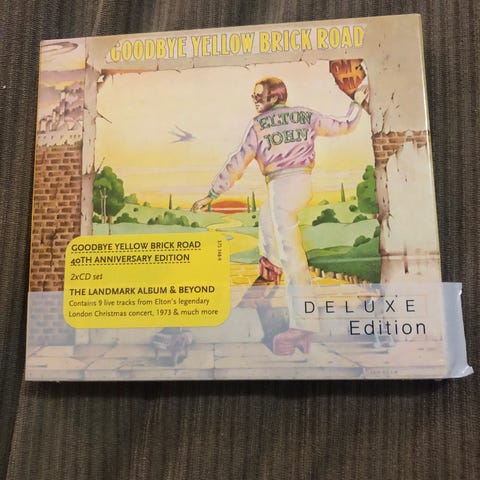 GOODBYE YELLOW BRICK ROAD
ELTON
JOHN
GOODBYE YELLOW BRICK ROAD
40TH ANNIVERSARY EDITION
2xCD set
THE LANDMARK ALBUM & BEYOND
Contains 9 live tracks from Elton's legendary
London Christmas concert, 1973 & much more
DELUXE
Edition